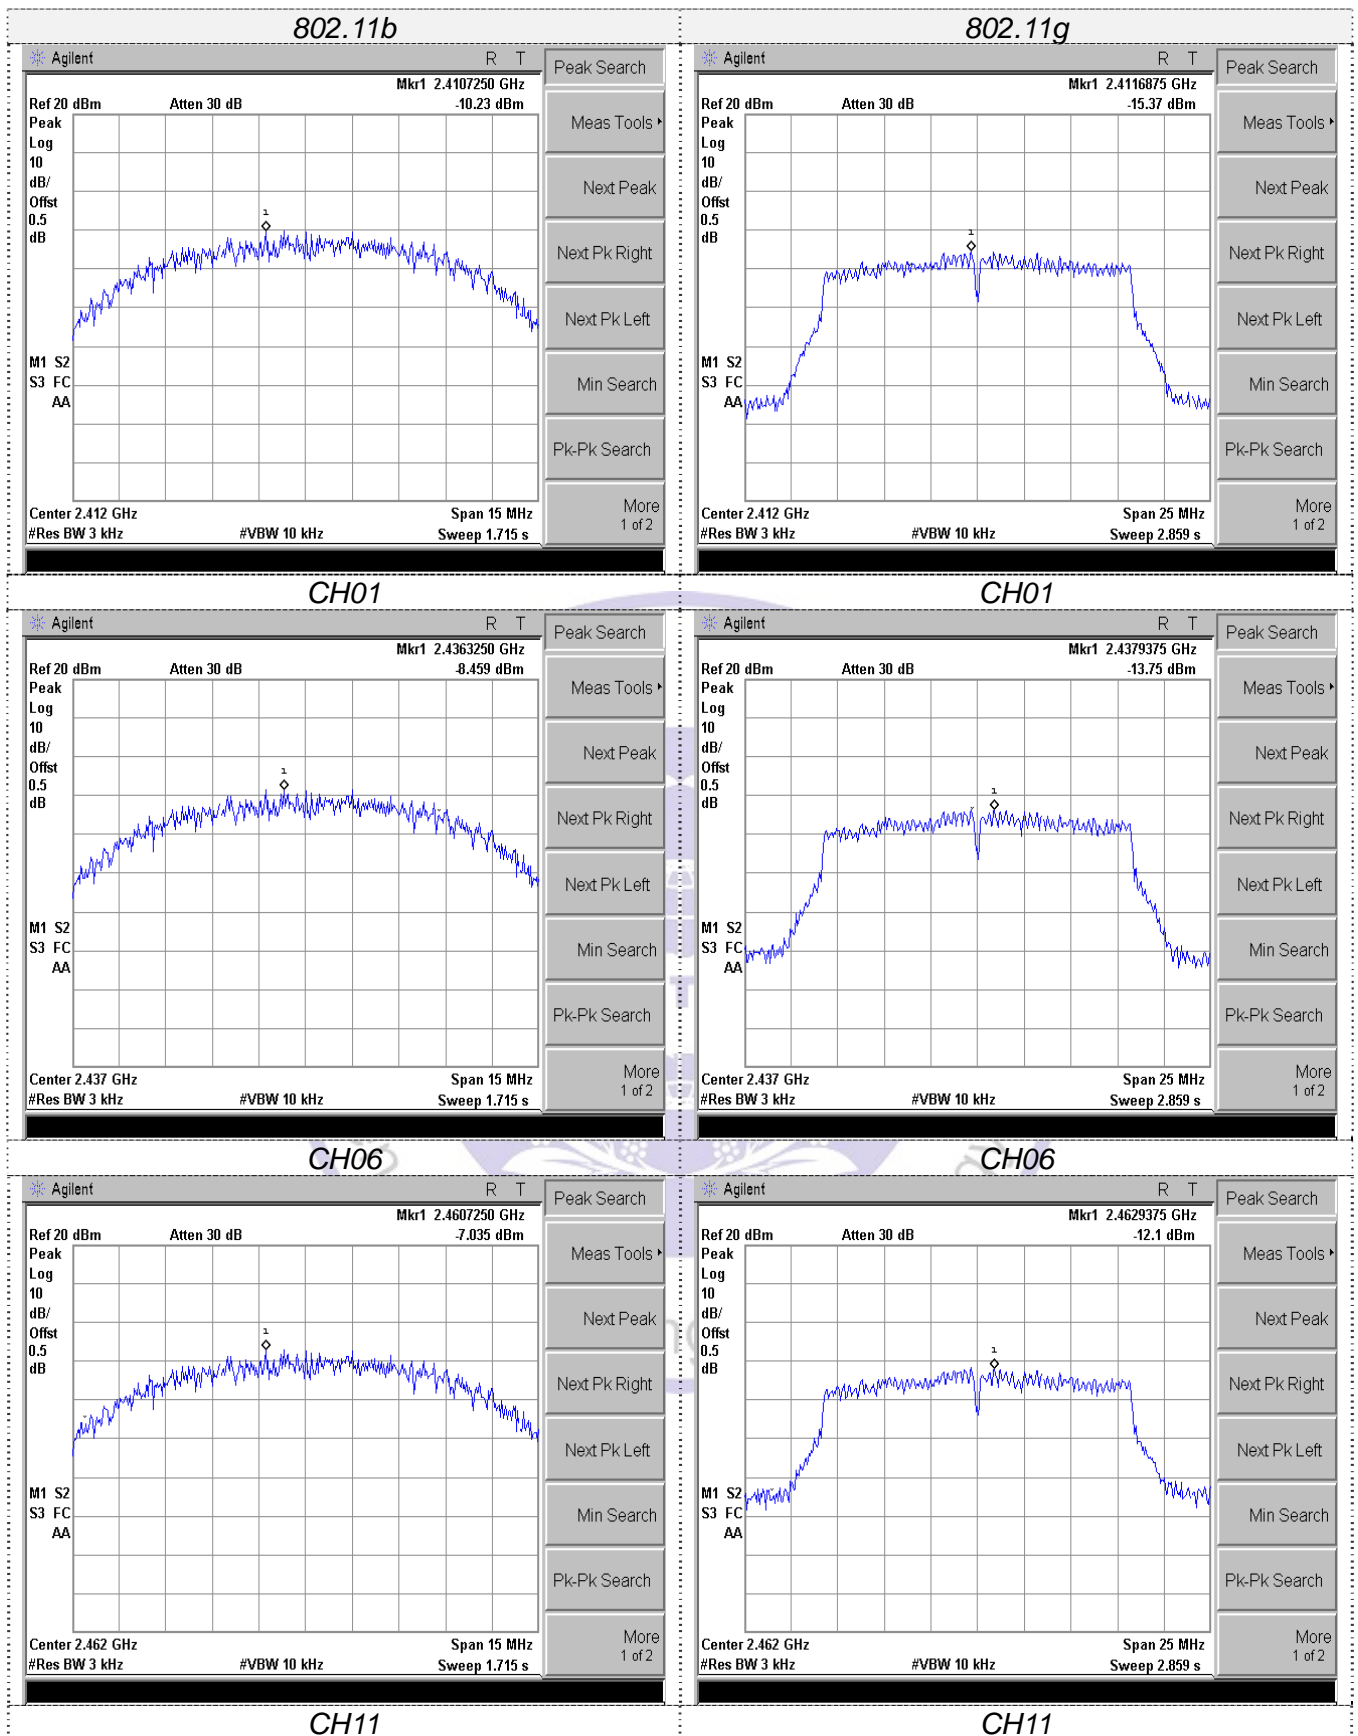 802.11b
802.11g
Agilent
R T
Peak Search
Mkr1 2.4107250 GHz
Ref 20 dBm
Atten 30 dB
-10.23 dBm
Peak
Log
10
dB/
Offst
0.5
dB
1
M1 S2
S3 FC
AA
Center 2.412 GHz
Span 15 MHz
#Res BW 3 kHz
#VBW 10 kHz
Sweep 1.715 s
Meas Tools
Next Peak
Next Pk Right
Next Pk Left
Min Search
Pk-Pk Search
More
1 of 2
Agilent
R T
Peak Search
Mkr1 2.4116875 GHz
Ref 20 dBm
Atten 30 dB
-15.37 dBm
Peak
Log
10
dB/
Offst
0.5
dB
1
M1 S2
S3 FC
AA
Center 2.412 GHz
Span 25 MHz
#Res BW 3 kHz
#VBW 10 kHz
Sweep 2.859 s
Meas Tools
Next Peak
Next Pk Right
Next Pk Left
Min Search
Pk-Pk Search
More
1 of 2
CH01
CH01
Agilent
R T
Peak Search
Mkr1 2.4363250 GHz
Ref 20 dBm
Atten 30 dB
-8.459 dBm
Peak
Log
10
dB/
Offst
0.5
dB
1
M1 S2
S3 FC
AA
Center 2.437 GHz
Span 15 MHz
#Res BW 3 kHz
#VBW 10 kHz
Sweep 1.715 s
Meas Tools
Next Peak
Next Pk Right
Next Pk Left
Min Search
Pk-Pk Search
More
1 of 2
Agilent
R T
Peak Search
Mkr1 2.4379375 GHz
Ref 20 dBm
Atten 30 dB
-13.75 dBm
Peak
Log
10
dB/
Offst
0.5
dB
1
M1 S2
S3 FC
AA
Center 2.437 GHz
Span 25 MHz
#Res BW 3 kHz
#VBW 10 kHz
Sweep 2.859 s
Meas Tools
Next Peak
Next Pk Right
Next Pk Left
Min Search
Pk-Pk Search
More
1 of 2
CH06
CH06
Agilent
R T
Peak Search
Mkr1 2.4607250 GHz
Ref 20 dBm
Atten 30 dB
-7.035 dBm
Peak
Log
10
dB/
Offst
0.5
dB
1
M1 S2
S3 FC
AA
Center 2.462 GHz
Span 15 MHz
#Res BW 3 kHz
#VBW 10 kHz
Sweep 1.715 s
Meas Tools
Next Peak
Next Pk Right
Next Pk Left
Min Search
Pk-Pk Search
More
1 of 2
Agilent
R T
Peak Search
Mkr1 2.4629375 GHz
Ref 20 dBm
Atten 30 dB
-12.1 dBm
Peak
Log
10
dB/
Offst
0.5
dB
1
M1 S2
S3 FC
AA
Center 2.462 GHz
Span 25 MHz
#Res BW 3 kHz
#VBW 10 kHz
Sweep 2.859 s
Meas Tools
Next Peak
Next Pk Right
Next Pk Left
Min Search
Pk-Pk Search
More
1 of 2
CH11
CH11